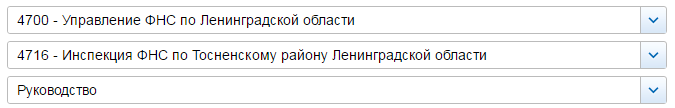 4700 - Управление ФНС по Ленинградской области
4716 - Инспекция ФНС по Тосненскому району Ленинградской области
Руководство